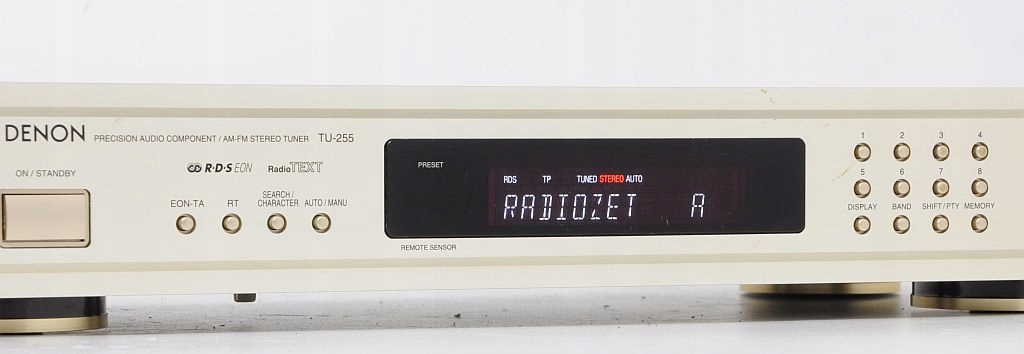 DENON PRECISION AUDIO COMPONENT / AM-FM STEREO TUNER TU-255
ON / STANDBY
R·D·S EON RadioTEXT
EON-TA RT SEARCH / CHARACTER AUTO / MANU
PRESET
RDS TP TUNED STEREO AUTO
RADIOZET A
REMOTE SENSOR
1 2 3 4
5 6 7 8
DISPLAY BAND SHIFT / PTY MEMORY